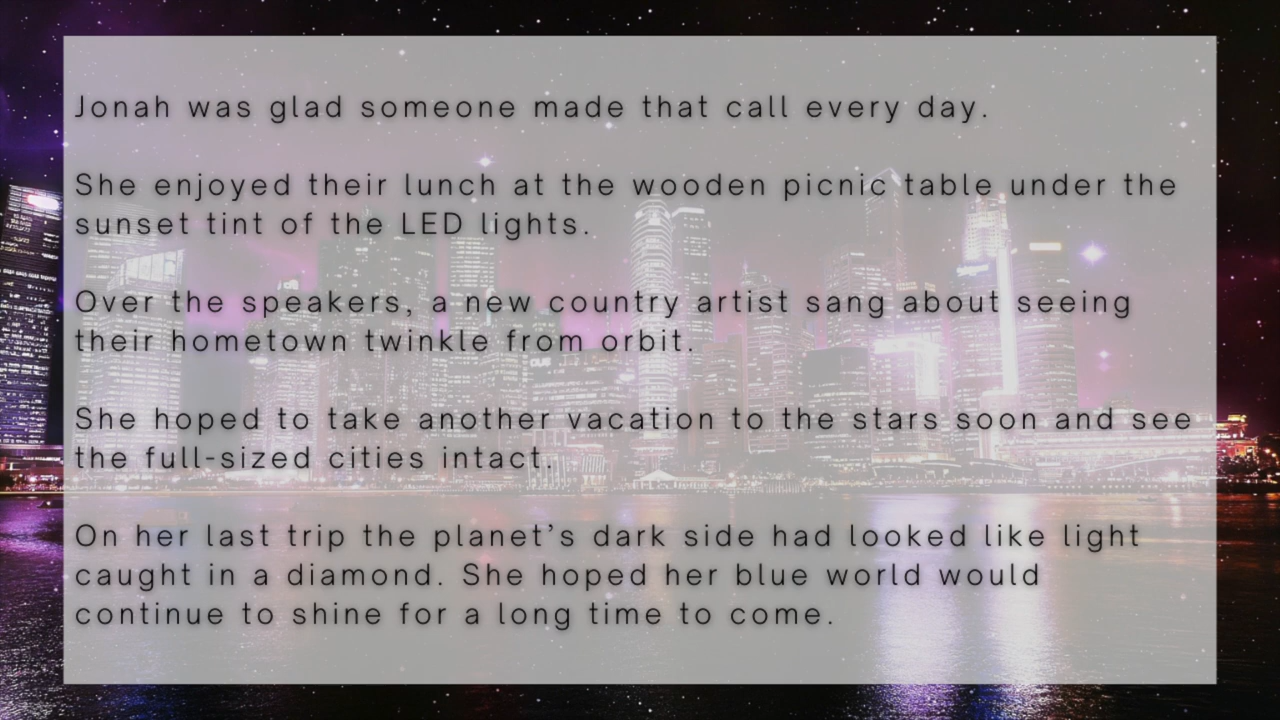 Jonah was glad someone made that call every day.
She enjoyed their lunch at the wooden picnic table under the
sunset tint of the LED lights.
Over the speakers, a new country artist sang about seeing
their hometown twinkle from orbit.
She hoped to take another vacation to the stars soon and see
the full-sized cities intact.
On her last trip the planet’s dark side had looked like light
caught in a diamond. She hoped her blue world would
continue to shine for a long time to come.